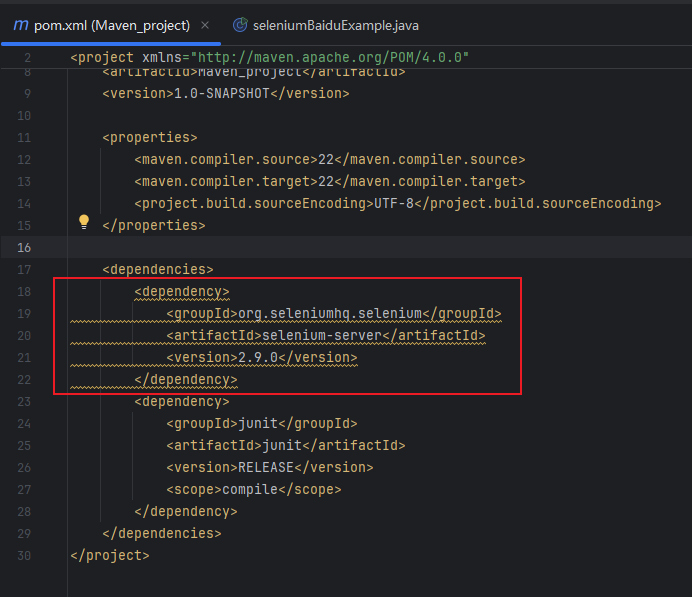 pom.xml (Maven_project)
seleniumBaiduExample.java
2 <project xmlns="http://maven.apache.org/POM/4.0.0"
8 <artifactId>Maven_project</artifactId>
9 <version>1.0-SNAPSHOT</version>
10
11 <properties>
12 <maven.compiler.source>22</maven.compiler.source>
13 <maven.compiler.target>22</maven.compiler.target>
14 <project.build.sourceEncoding>UTF-8</project.build.sourceEncoding>
15 </properties>
16
17 <dependencies>
18 <dependency>
19 <groupId>org.seleniumhq.selenium</groupId>
20 <artifactId>selenium-server</artifactId>
21 <version>2.9.0</version>
22 </dependency>
23 <dependency>
24 <groupId>junit</groupId>
25 <artifactId>junit</artifactId>
26 <version>RELEASE</version>
27 <scope>compile</scope>
28 </dependency>
29 </dependencies>
30 </project>